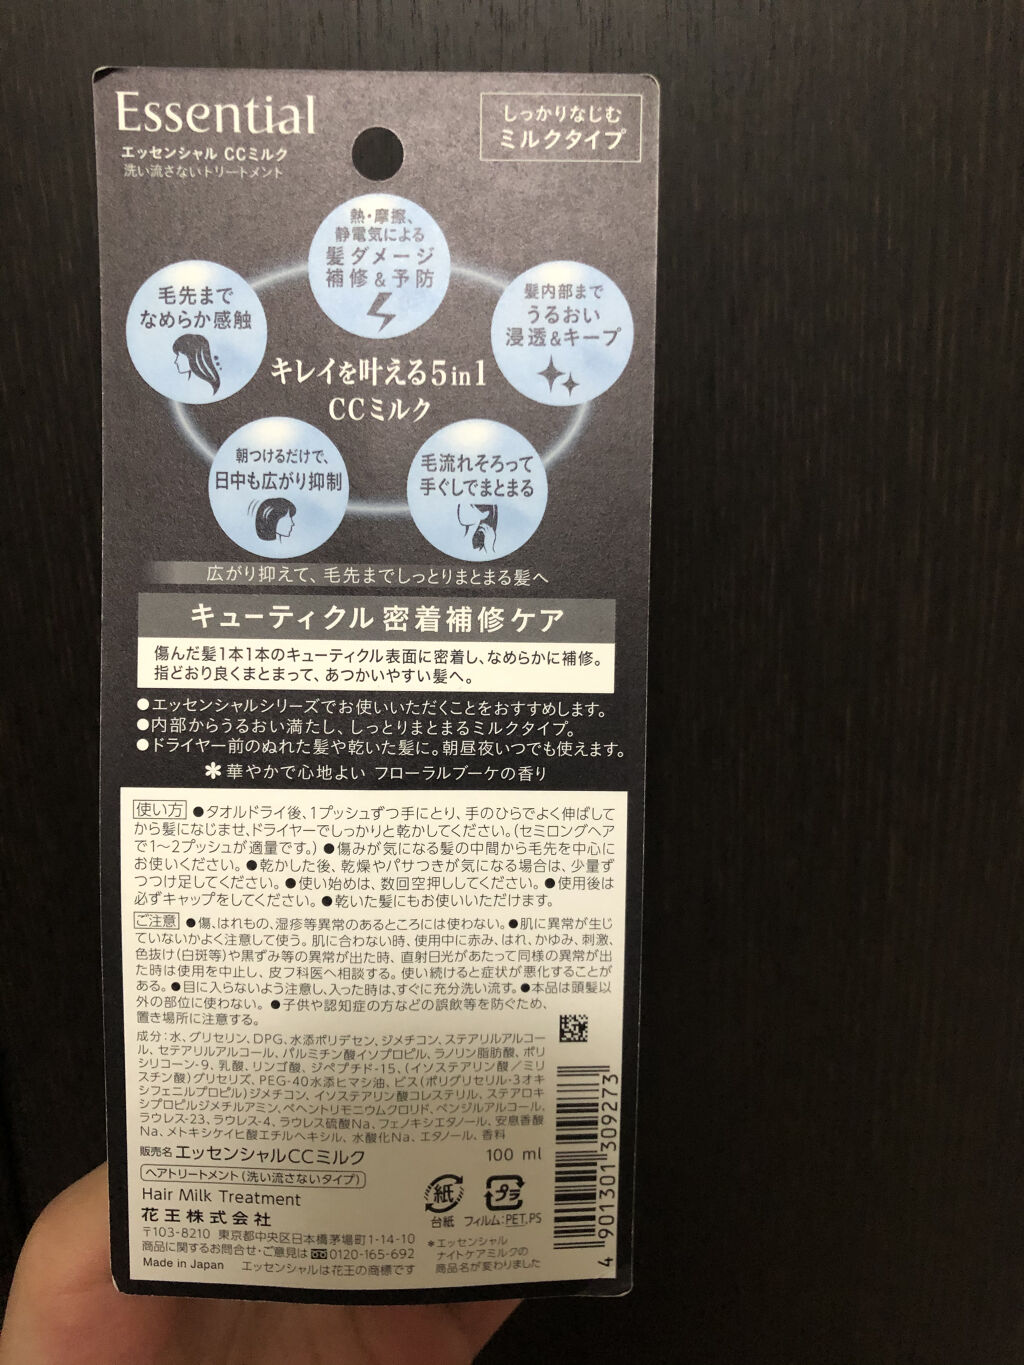 Essential
エッセンシャル CCミルク
洗い流さないトリートメント
しっかりなじむ
ミルクタイプ
熱・摩擦、
静電気による
髪ダメージ
補修&予防
毛先まで
なめらか感触
髪内部まで
うるおい
浸透&キープ
キレイを叶える5in1
CCミルク
朝つけるだけで、
日中も広がり抑制
毛流れそろって
手ぐしでまとまる
広がり抑えて、毛先までしっとりまとまる髪へ
キューティクル 密着補修ケア
傷んだ髪1本1本のキューティクル表面に密着し、なめらかに補修。
指どおり良くまとまって、あつかいやすい髪へ。
●エッセンシャルシリーズでお使いいただくことをおすすめします。
●内部からうるおい満たし、しっとりまとまるミルクタイプ。
●ドライヤー前のぬれた髪や乾いた髪に。朝昼夜いつでも使えます。
＊華やかで心地よい フローラルブーケの香り
使い方 ●タオルドライ後、1プッシュずつ手にとり、手のひらでよく伸ばして
から髪になじませ、ドライヤーでしっかりと乾かしてください。(セミロングヘア
で1〜2プッシュが適量です。) ●傷みが気になる髪の中間から毛先を中心に
お使いください。●乾かした後、乾燥やパサつきが気になる場合は、少量ず
つつけ足してください。●使い始めは、数回空押ししてください。●使用後は
必ずキャップをしてください。●乾いた髪にもお使いいただけます。
ご注意 ●傷、はれもの、湿疹等異常のあるところには使わない。●肌に異常が生じ
ていないかよく注意して使う。肌に合わない時、使用中に赤み、はれ、かゆみ、刺激、
色抜け(白斑等)や黒ずみ等の異常が出た時、直射日光があたって同様の異常が出
た時は使用を中止し、皮フ科医へ相談する。使い続けると症状が悪化することが
ある。●目に入らないよう注意し、入った時は、すぐに充分洗い流す。●本品は頭髪以
外の部位に使わない。●子供や認知症の方などの誤飲等を防ぐため、
置き場所に注意する。
成分:水、グリセリン、DPG、水添ポリデセン、ジメチコン、ステアリルアルコー
ル、セテアリルアルコール、パルミチン酸イソプロピル、ラノリン脂肪酸、ポリ
シリコーン-9、乳酸、リンゴ酸、ジペプチド-15、(イソステアリン酸／ミリ
スチン酸)グリセリズ、PEG-40水添ヒマシ油、ビス(ポリグリセリル-3オキ
シフェニルプロピル)ジメチコン、イソステアリン酸コレステリル、ステアロキ
シプロピルジメチルアミン、ベヘントリモニウムクロリド、ベンジルアルコール、
ラウレス-23、ラウレス-4、ラウレス硫酸Na、フェノキシエタノール、安息香酸
Na、メトキシケイヒ酸エチルヘキシル、水酸化Na、エタノール、香料
販売名 エッセンシャルCCミルク
100 ml
ヘアトリートメント(洗い流さないタイプ)
Hair Milk Treatment
花王株式会社
〒103-8210 東京都中央区日本橋茅場町1-14-10
商品に関するお問合せ・ご意見は 0120-165-692
Made in Japan エッセンシャルは花王の商標です
紙
台紙
プラ
フィルム:PET,PS
＊エッセンシャル
ナイトケアミルクの
商品名が変わりました
4 901301 309273